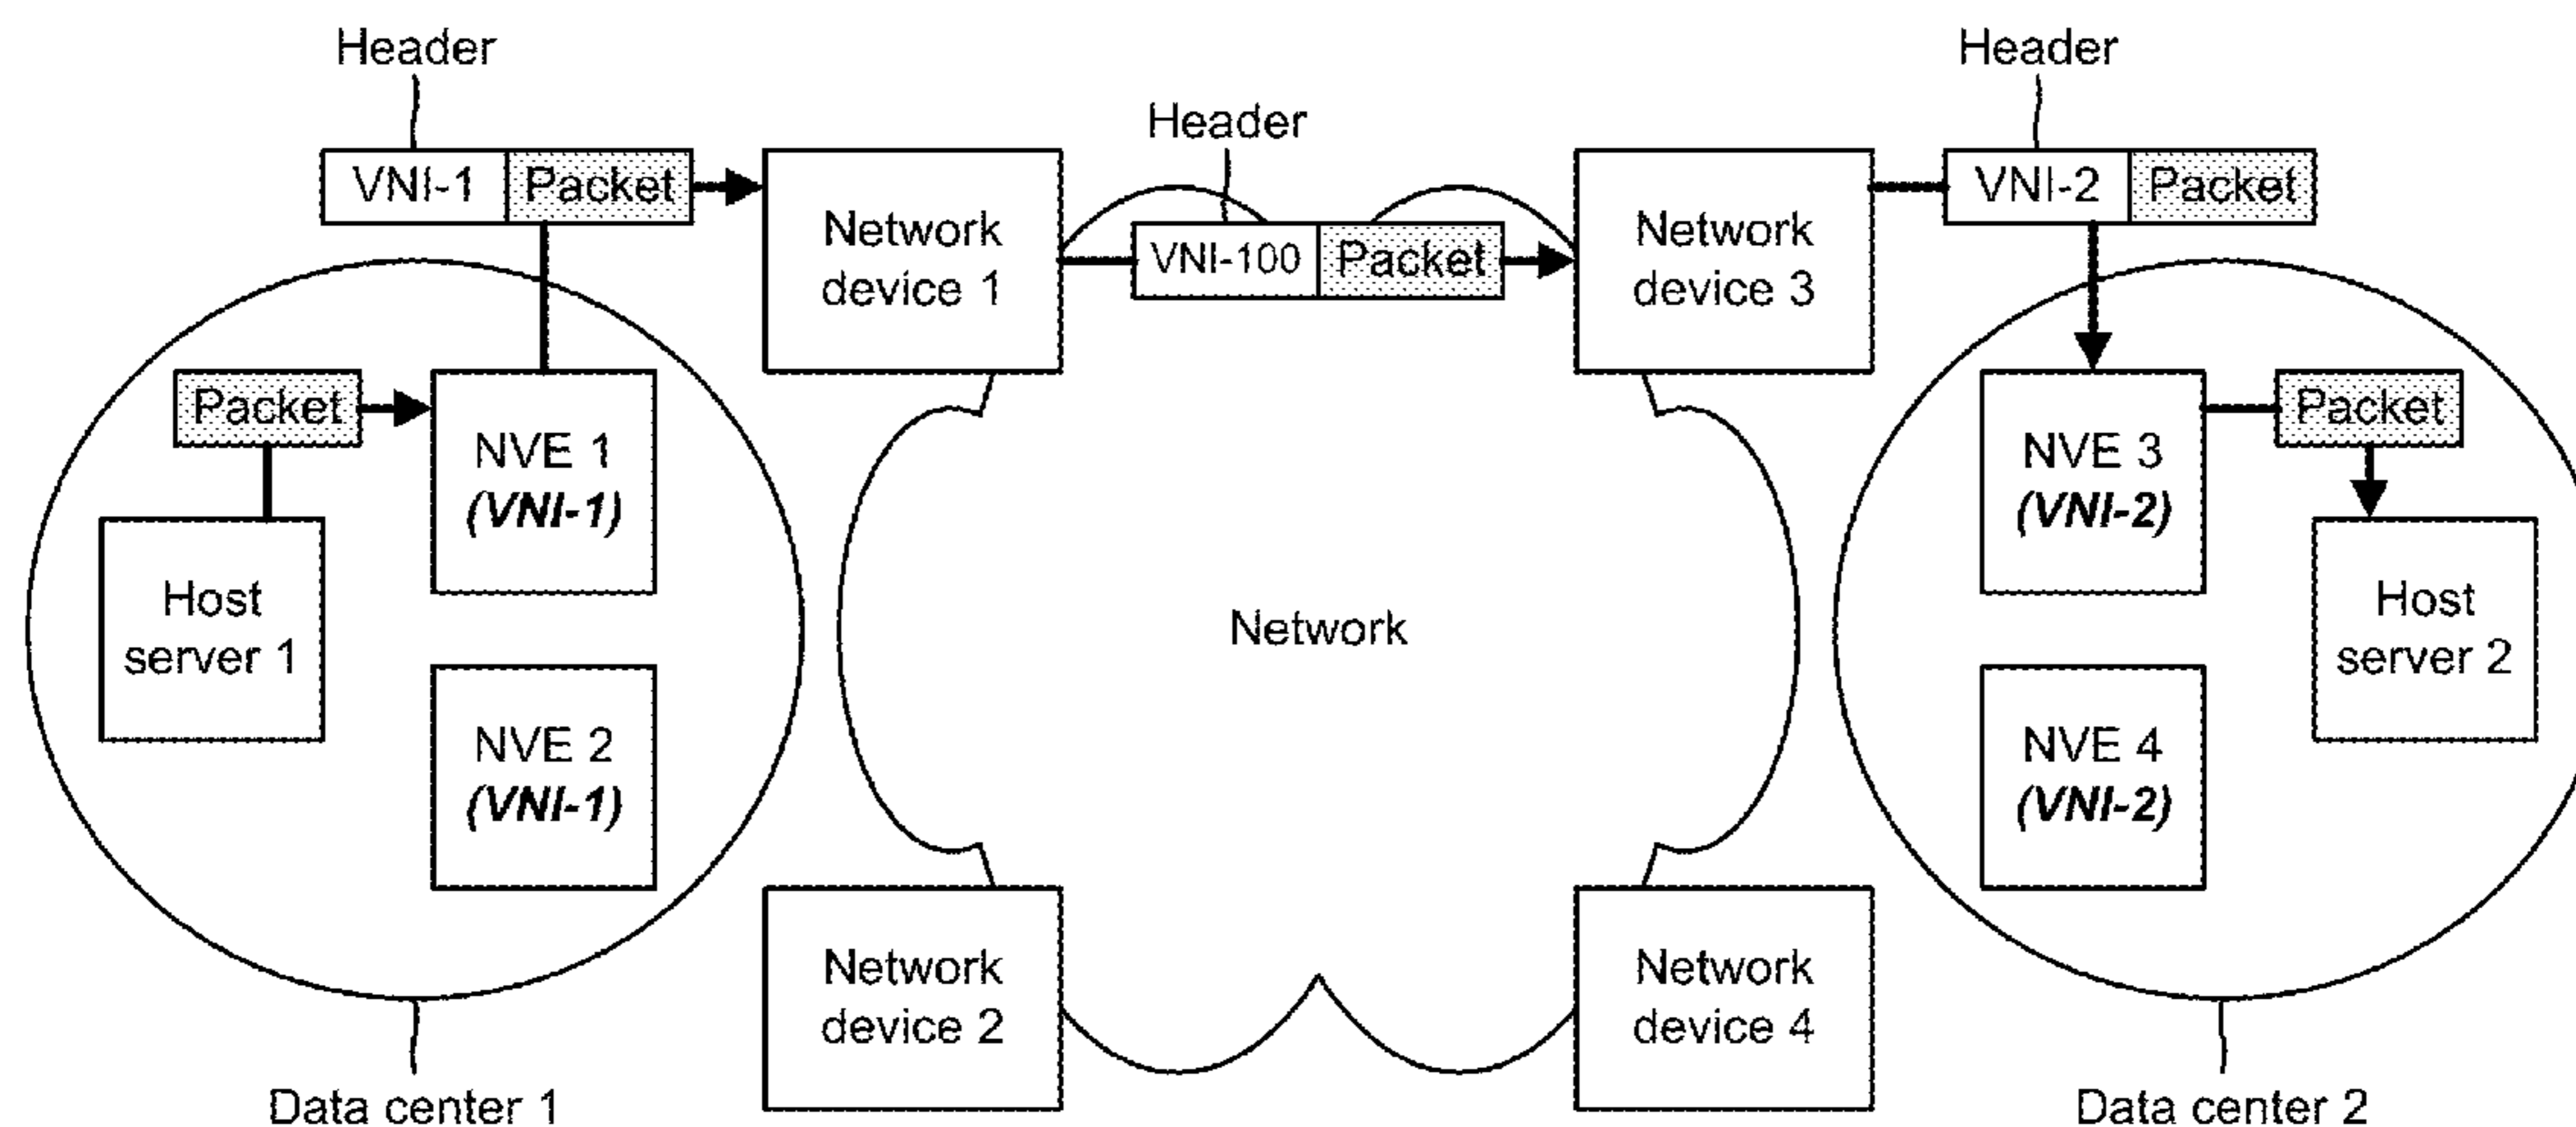 Header
Header
Header
VNI-1 Packet
VNI-2 Packet
Network
device 1
VNI-100 Packet
Network
device 3
Packet
NVE 1
(VNI-1)
NVE 3
(VNI-2)
Packet
Host
server 1
Network
Host
server 2
NVE 2
(VNI-1)
NVE 4
(VNI-2)
Network
device 2
Network
device 4
Data center 1
Data center 2